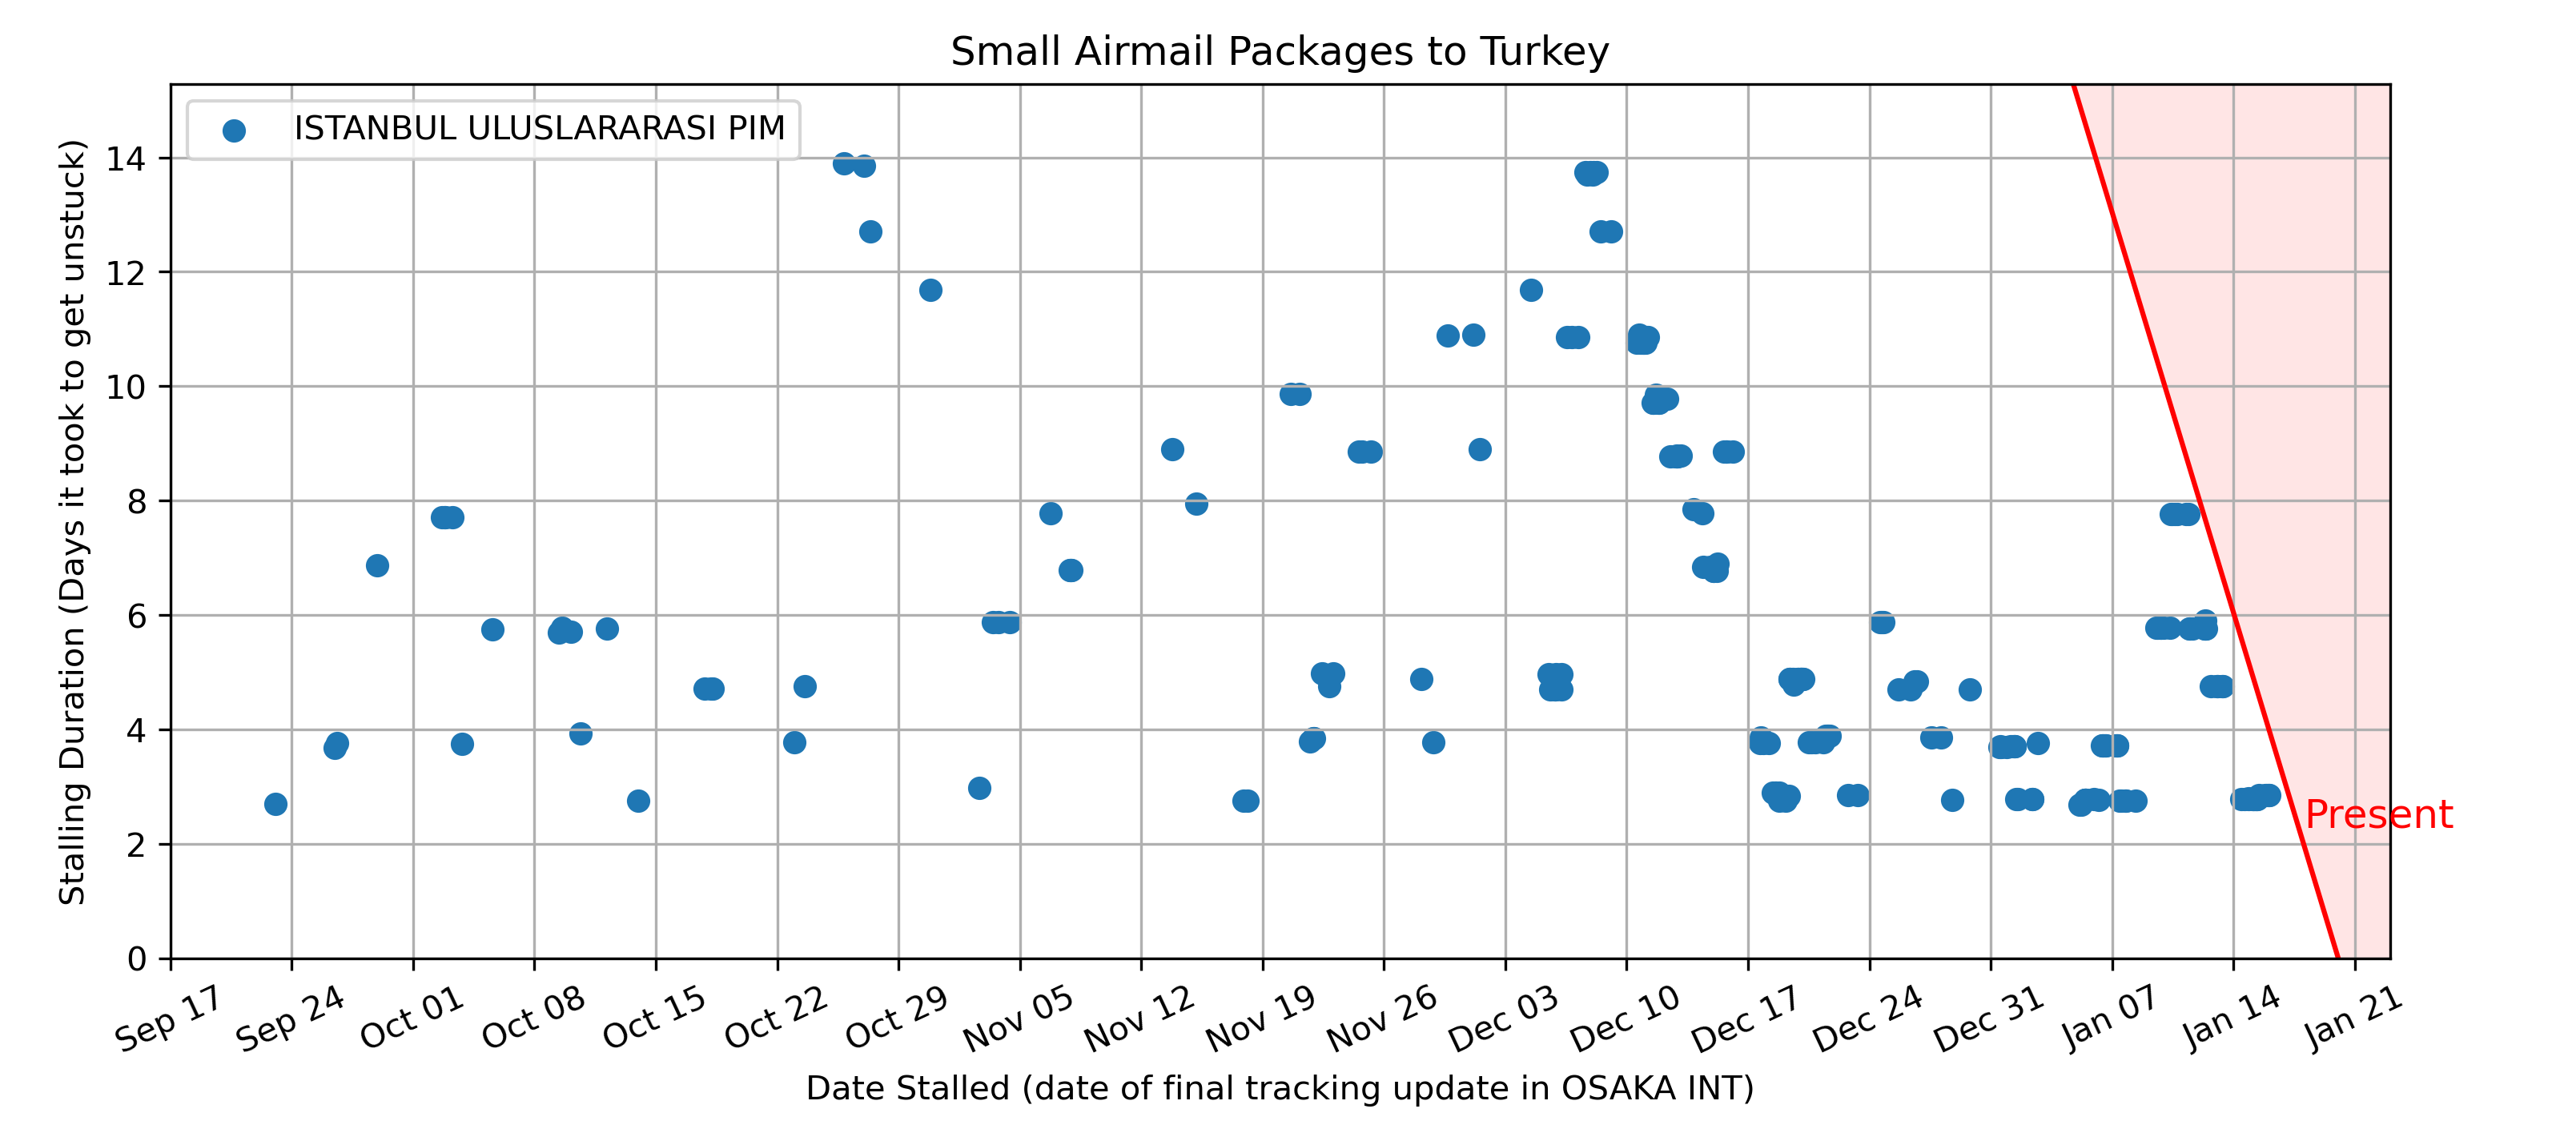 Small Airmail Packages to Turkey
ISTANBUL ULUSLARARASI PIM
Stalling Duration (Days it took to get unstuck)
14
12
10
8
6
4
2
0
Present
Sep 17
Sep 24
Oct 01
Oct 08
Oct 15
Oct 22
Oct 29
Nov 05
Nov 12
Nov 19
Nov 26
Dec 03
Dec 10
Dec 17
Dec 24
Dec 31
Jan 07
Jan 14
Jan 21
Date Stalled (date of final tracking update in OSAKA INT)